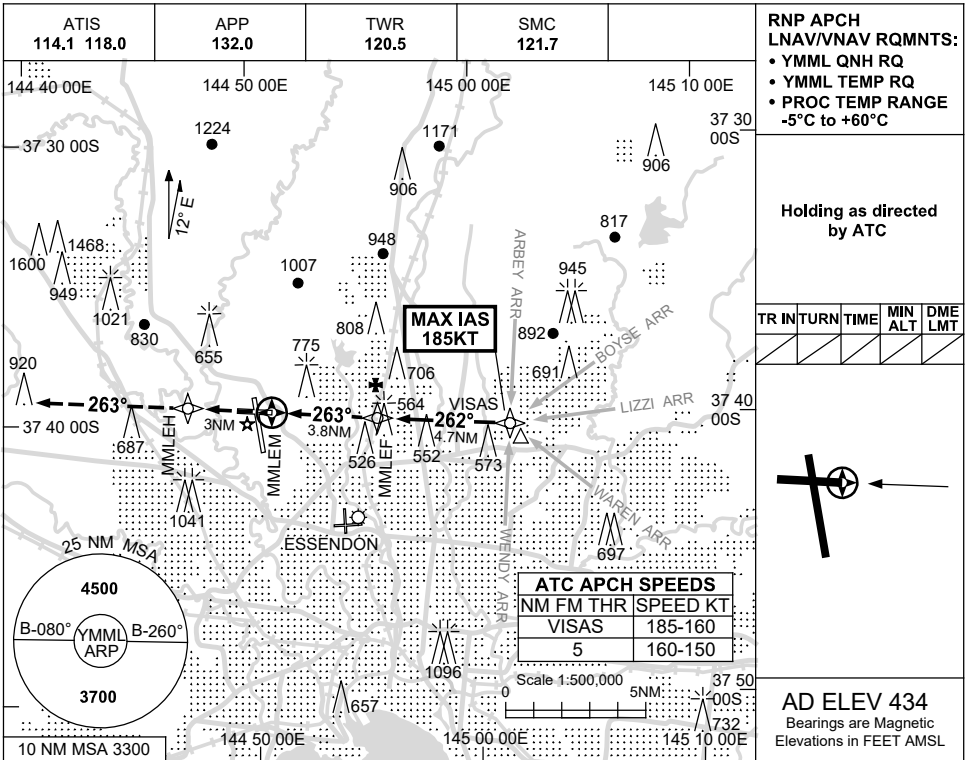 ATIS
114.1 118.0
APP
132.0
TWR
120.5
SMC
121.7
RNP APCH
LNAV/VNAV RQMNTS:
• YMML QNH RQ
• YMML TEMP RQ
• PROC TEMP RANGE
-5°C to +60°C
Holding as directed
by ATC
TR IN TURN TIME MIN ALT DME LMT
144 40 00E
144 50 00E
145 00 00E
145 10 00E
37 30 00S
37 30
00S
1224
1171
906
906
12° E
817
1468
1600
949
948
1007
945
1021
830
655
808
MAX IAS
185KT
892
ARBEY ARR
BOYSE ARR
920
775
706
691
564
VISAS
LIZZI ARR
37 40
00S
263°
263°
262°
3NM
3.8NM
4.7NM
37 40 00S
MMLEH
MMLEM
MMLEF
687
526
552
573
1041
WAREN ARR
WENDY ARR
ESSENDON
697
25 NM MSA
4500
B-080°
YMML
ARP
B-260°
3700
10 NM MSA 3300
ATC APCH SPEEDS
NM FM THR SPEED KT
VISAS 185-160
5 160-150
1096
657
Scale 1:500,000
0 5NM
37 50
00S
732
144 50 00E
145 00 00E
145 10 00E
AD ELEV 434
Bearings are Magnetic
Elevations in FEET AMSL